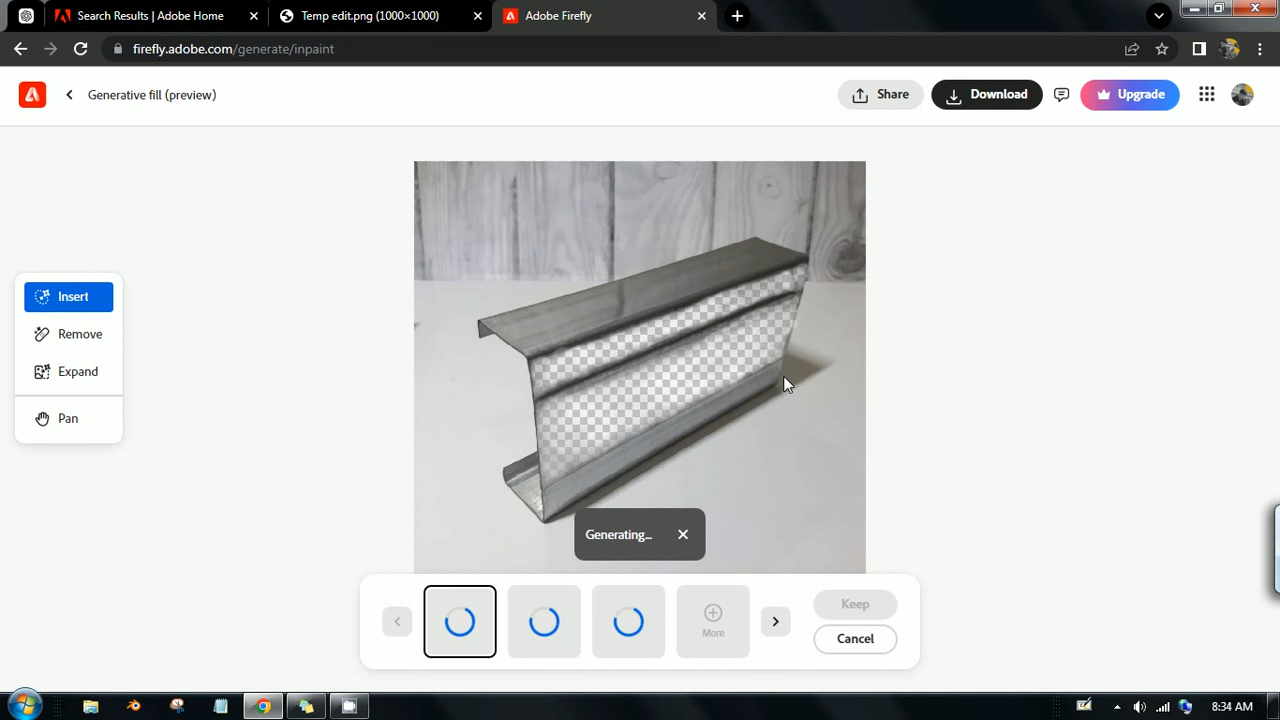 Search Results | Adobe Home
Temp edit.png (1000×1000)
Adobe Firefly
firefly.adobe.com/generate/inpaint
Generative fill (preview)
Share
Download
Upgrade
Insert
Remove
Expand
Pan
Generating...
More
Keep
Cancel
8:34 AM